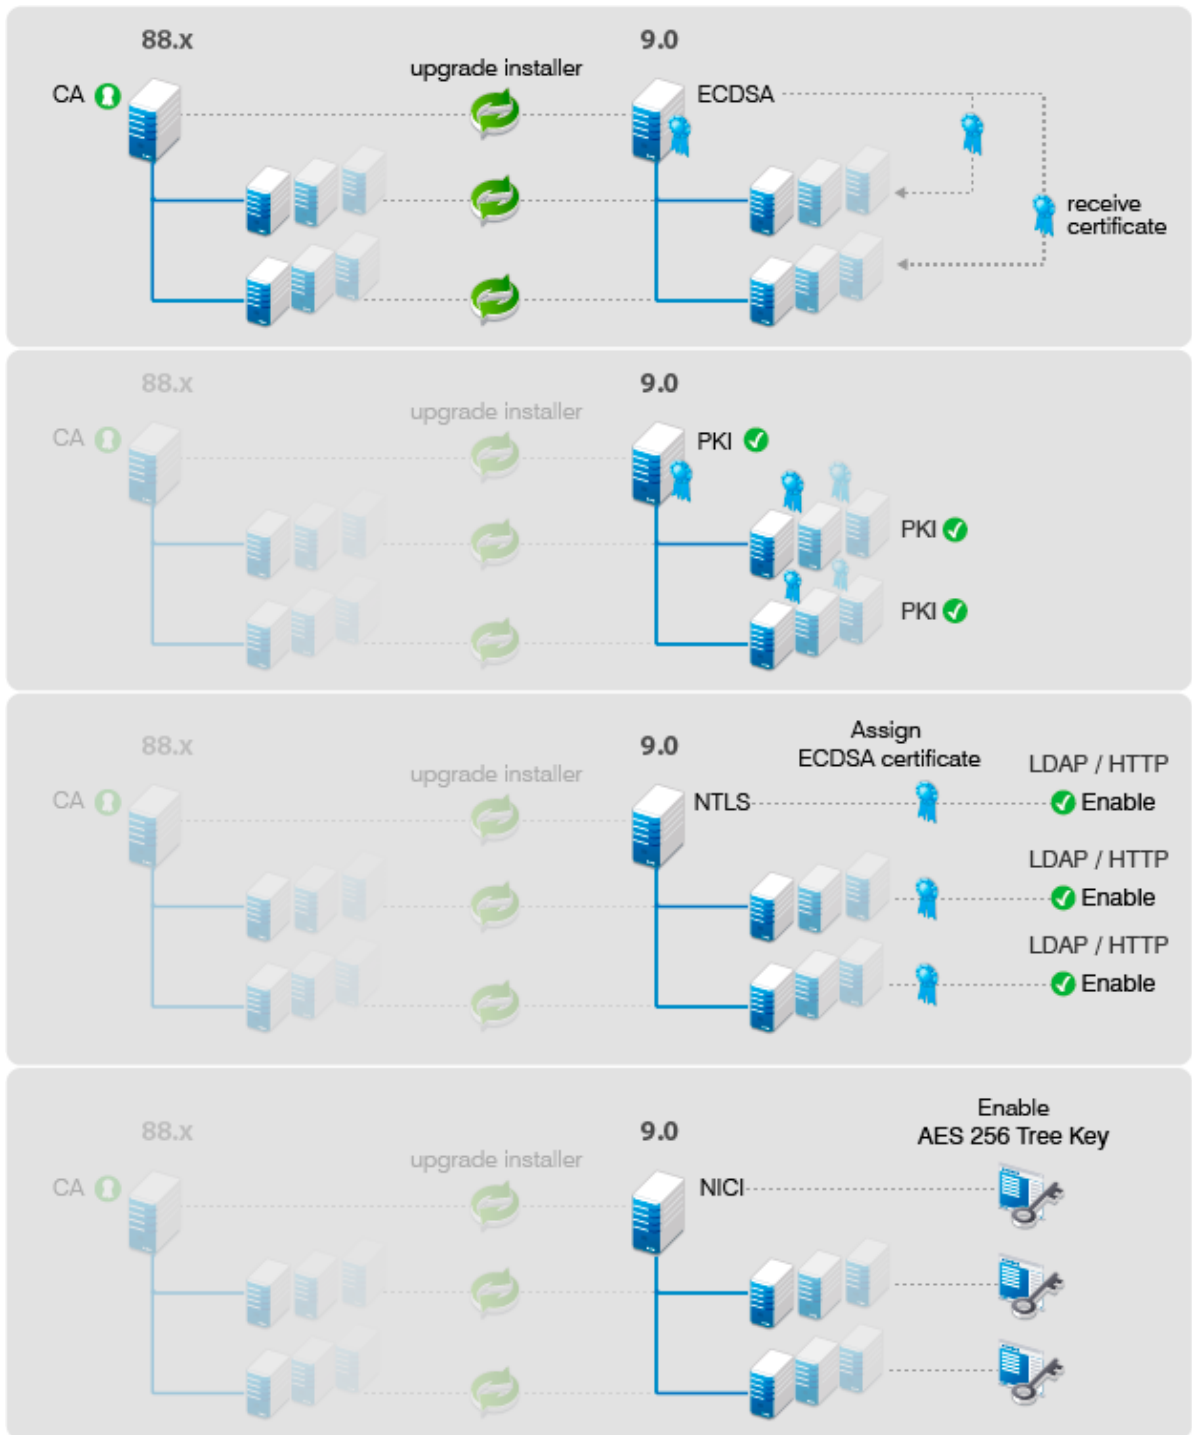 88.x
9.0
upgrade installer
CA
ECDSA
receive
certificate
88.x
9.0
upgrade installer
CA
PKI
PKI
PKI
88.x
9.0
Assign
ECDSA certificate
upgrade installer
LDAP / HTTP
CA
NTLS
Enable
LDAP / HTTP
Enable
LDAP / HTTP
Enable
Enable
AES 256 Tree Key
88.x
9.0
upgrade installer
CA
NICI